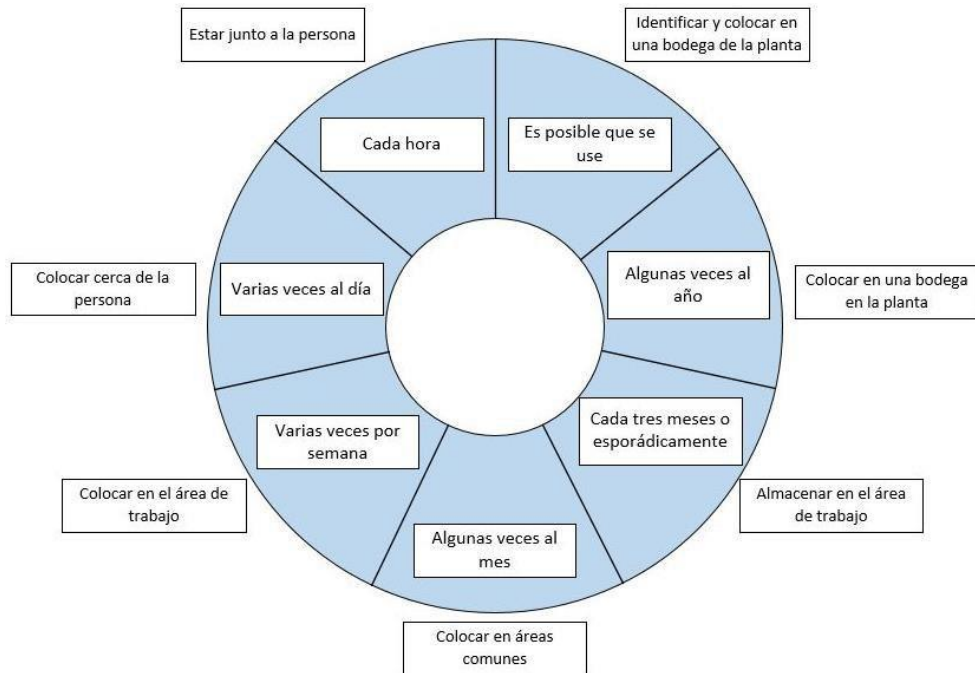 Estar junto a la persona
Identificar y colocar en
una bodega de la planta
Cada hora
Es posible que se
use
Colocar cerca de la
persona
Varias veces al día
Algunas veces al
año
Colocar en una bodega
en la planta
Varias veces por
semana
Cada tres meses o
esporádicamente
Colocar en el área de
trabajo
Almacenar en el área
de trabajo
Algunas veces al
mes
Colocar en áreas
comunes